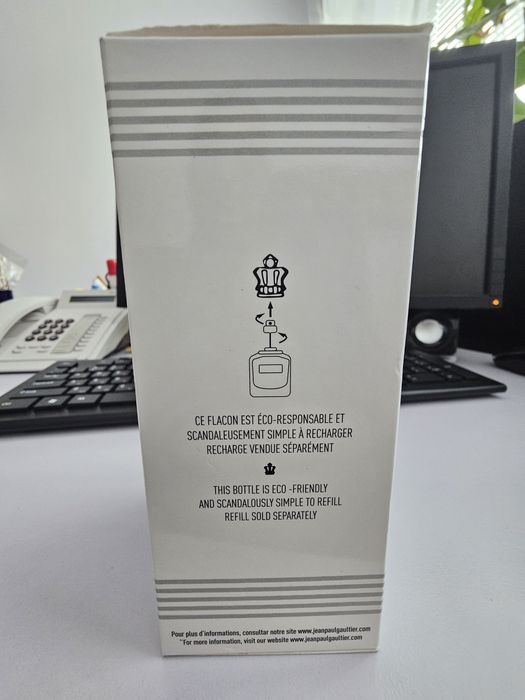 CE FLACON EST ÉCO-RESPONSABLE ET
SCANDALEUSEMENT SIMPLE À RECHARGER
RECHARGE VENDUE SÉPARÉMENT
THIS BOTTLE IS ECO -FRIENDLY
AND SCANDALOUSLY SIMPLE TO REFILL
REFILL SOLD SEPARATELY
Pour plus d'informations, consultar notre site www.jeanpaulgaultier.com
"For more information, visit our website www.jeanpaulgaultier.com